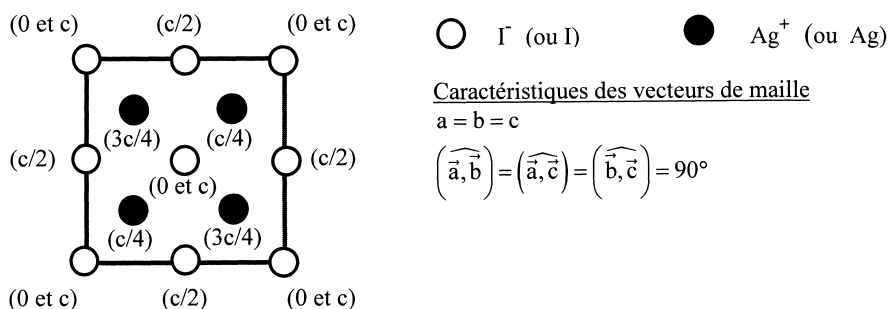 (0 et c) (c/2) (0 et c)
I⁻ (ou I) Ag⁺ (ou Ag)
Caractéristiques des vecteurs de maille
a = b = c
(3c/4) (c/4)
(c/2) (c/2)
(a⃗,b⃗) = (a⃗,c⃗) = (b⃗,c⃗) = 90°
(0 et c)
(c/4) (3c/4)
(0 et c) (c/2) (0 et c)